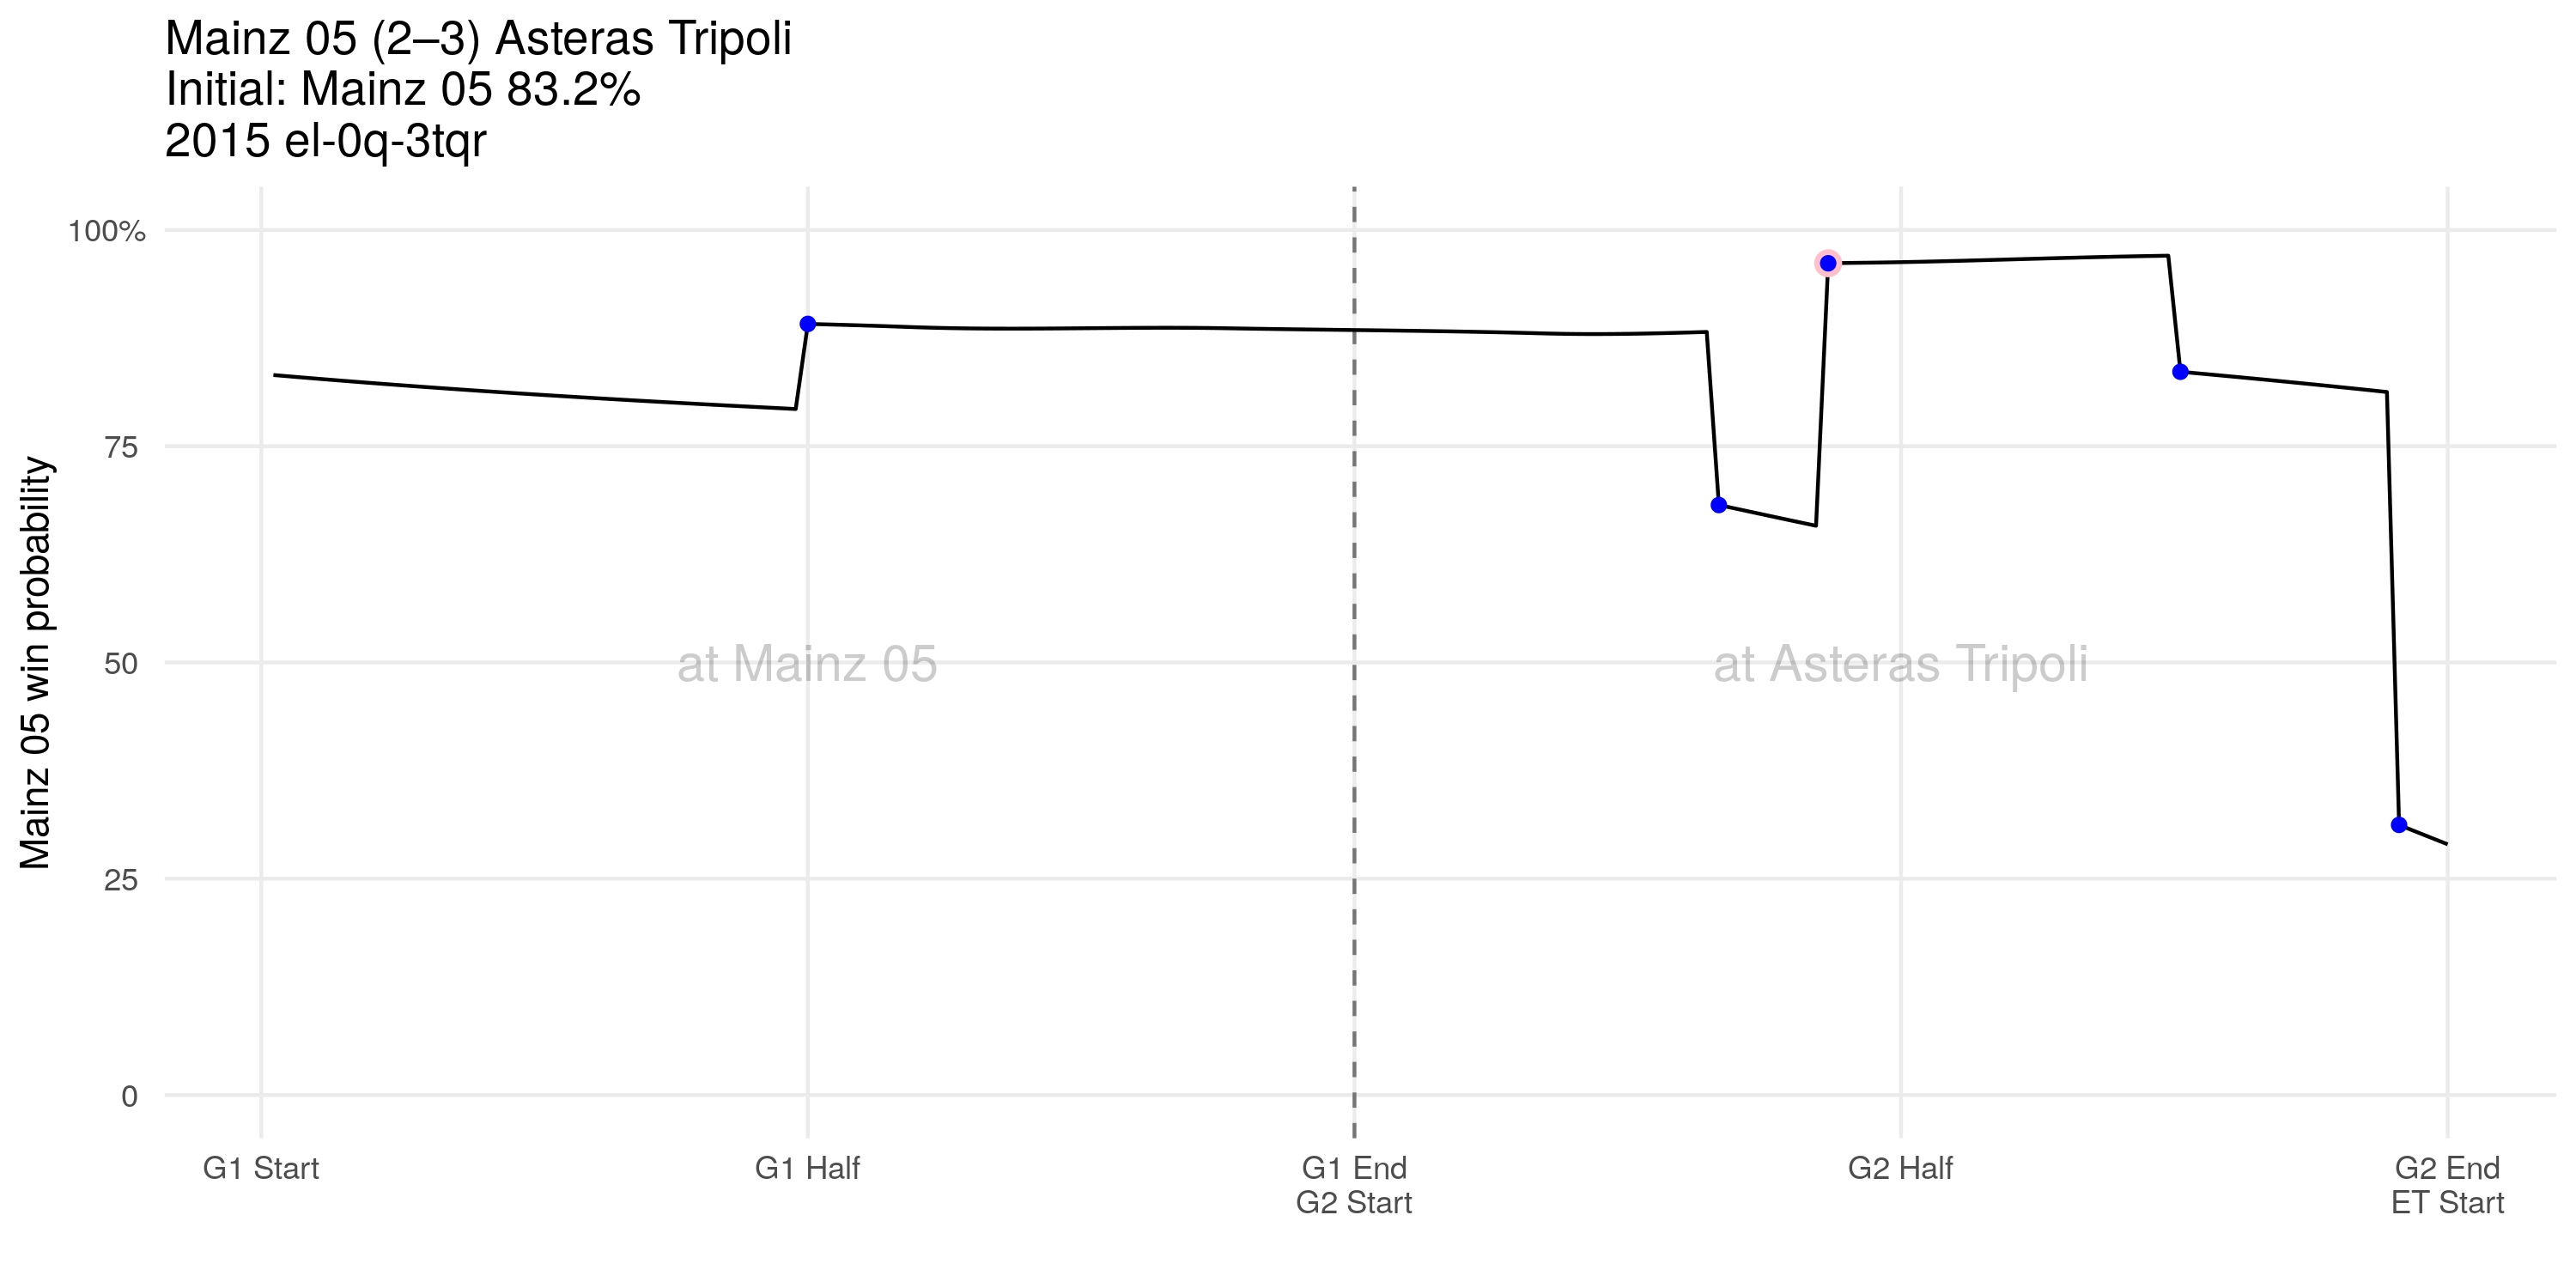 Mainz 05 (2–3) Asteras Tripoli
Initial: Mainz 05 83.2%
2015 el-0q-3tqr
Mainz 05 win probability
100%
75
50
25
0
at Mainz 05
at Asteras Tripoli
G1 Start
G1 Half
G1 End
G2 Start
G2 Half
G2 End
ET Start